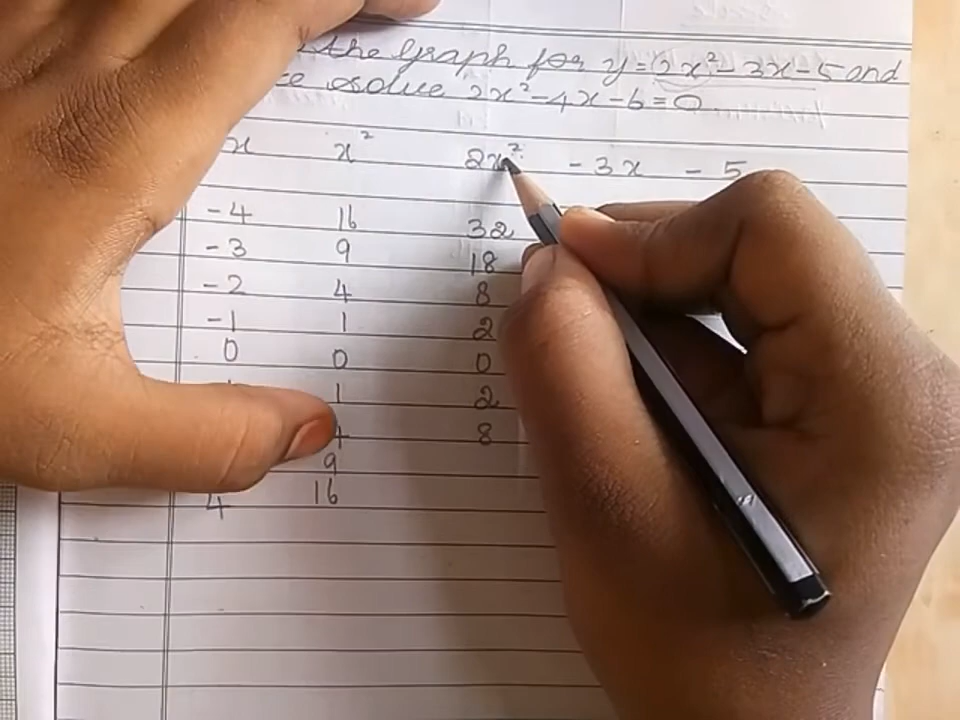 the Graph for y = 2x² - 3x - 5 and
solve 2x² - 4x - 6 = 0
x x² 2x² - 3x - 5
-4 16 32
-3 9 18
-2 4 8
-1 1 2
0 0 0
1 2
4 8
9
4 16